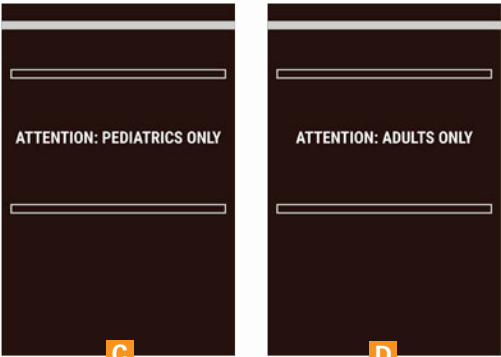 ATTENTION: PEDIATRICS ONLY
ATTENTION: ADULTS ONLY
C
D